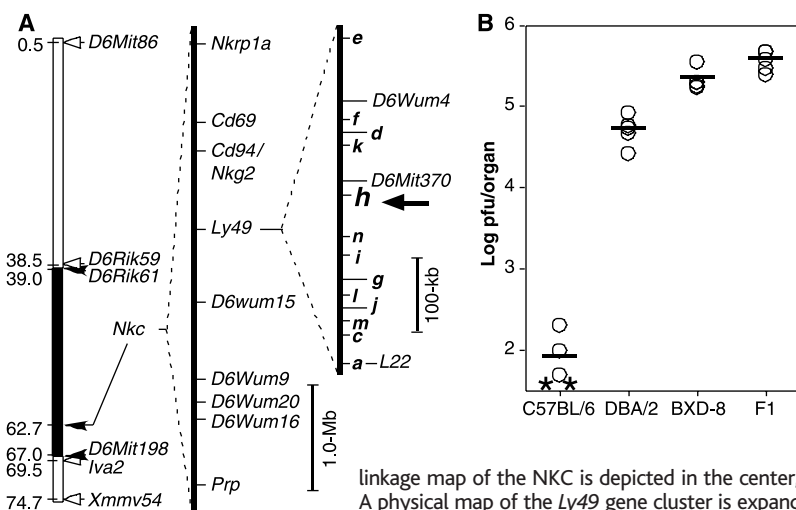 A
0.5
D6Mit86
38.5
D6Rik59
39.0
D6Rik61
Nkc
62.7
67.0
D6Mit198
69.5
Iva2
74.7
Xmmv54
Nkrp1a
Cd69
Cd94/
Nkg2
Ly49
D6wum15
D6Wum9
D6Wum20
D6Wum16
Prp
1.0-Mb
e
D6Wum4
f
d
k
D6Mit370
h
n
i
g
l
j
m
c
a
L22
100-kb
B
Log pfu/organ
6
5
4
3
2
* *
C57BL/6 DBA/2 BXD-8 F1
linkage map of the NKC is depicted in the center,
A physical map of the Ly49 gene cluster is expand